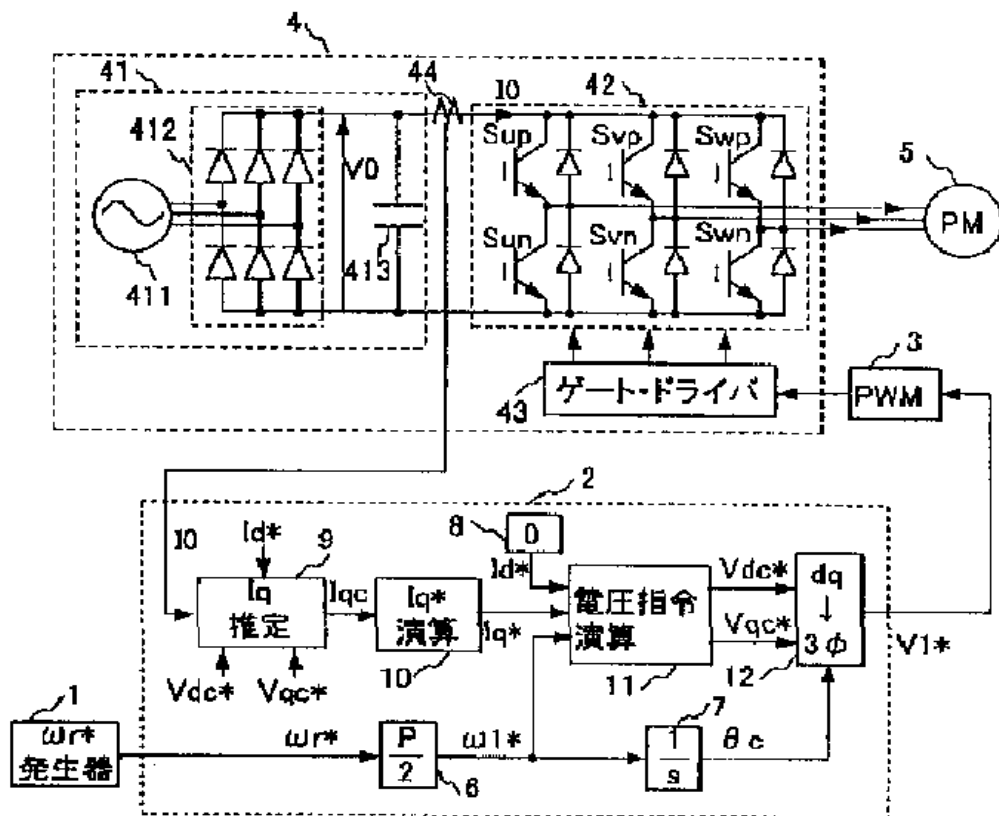 4
41
44
I0
42
412
Sup
Svp
Swp
5
V0
PM
Sun
Svn
Swn
413
411
3
43
ゲート・ドライバ
PWM
2
8
0
I0
Id*
9
Id*
Vdc*
dq
↓
3φ
Iq
推定
Iqc
Iq*
演算
Iq*
電圧指令
演算
Vqc*
V1*
10
11
12
Vdc*
Vqc*
1
7
ωr*
発生器
ωr*
P
2
ω1*
1
s
θc
6